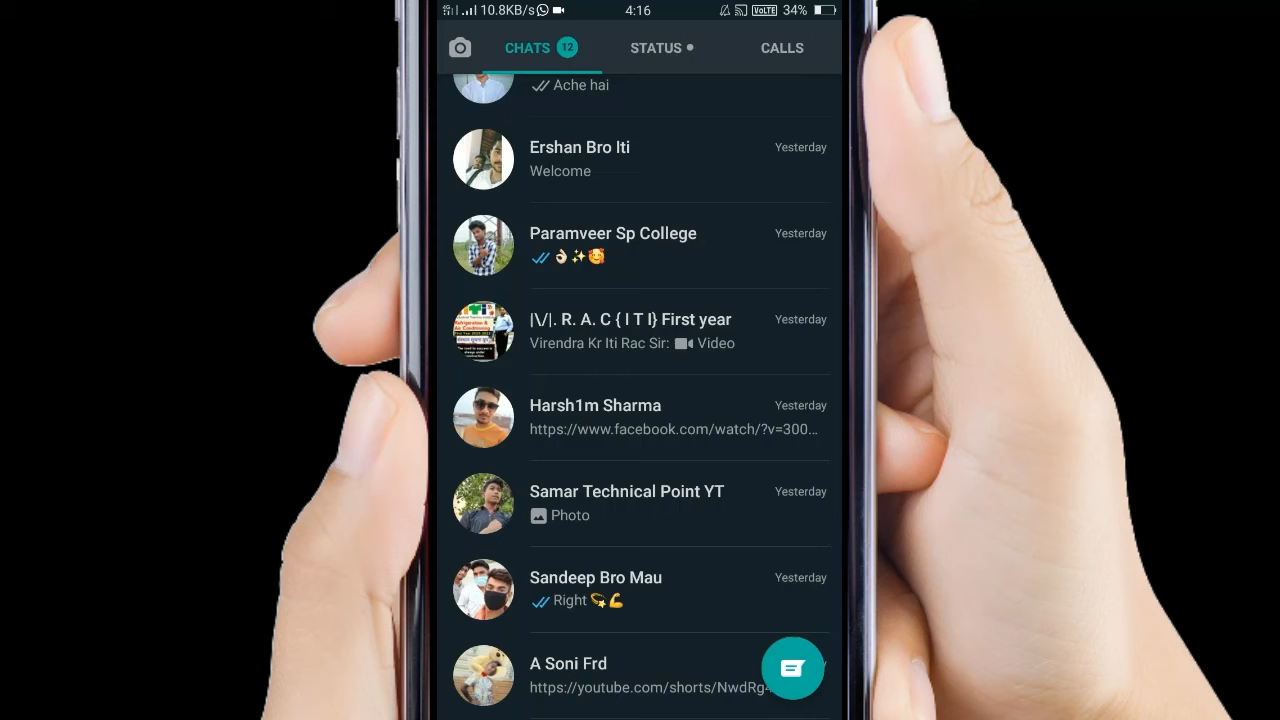 10.8KB/s 4:16 VoLTE 34%
CHATS 12 STATUS CALLS
Ache hai
Ershan Bro Iti Yesterday
Welcome
Paramveer Sp College Yesterday
|\/|. R. A. C { I T I} First year Yesterday
Virendra Kr Iti Rac Sir: Video
Harsh1m Sharma Yesterday
https://www.facebook.com/watch/?v=300...
Samar Technical Point YT Yesterday
Photo
Sandeep Bro Mau Yesterday
Right
A Soni Frd
https://youtube.com/shorts/NwdRg